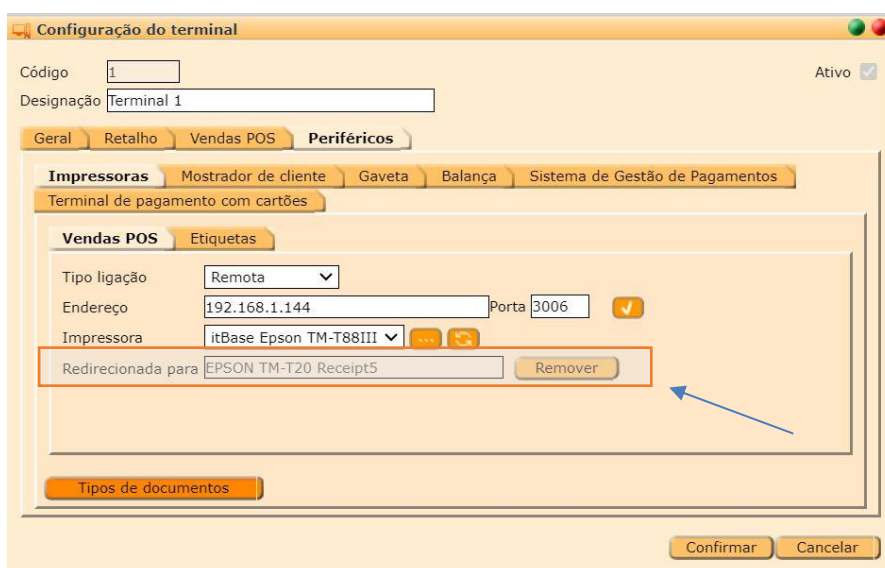 Configuração do terminal
Código 1 Ativo
Designação Terminal 1
Geral Retalho Vendas POS Periféricos
Impressoras Mostrador de cliente Gaveta Balança Sistema de Gestão de Pagamentos
Terminal de pagamento com cartões
Vendas POS Etiquetas
Tipo ligação Remota
Endereço 192.168.1.144 Porta 3006
Impressora itBase Epson TM-T88III ...
Redirecionada para EPSON TM-T20 Receipt5 Remover
Tipos de documentos
Confirmar Cancelar